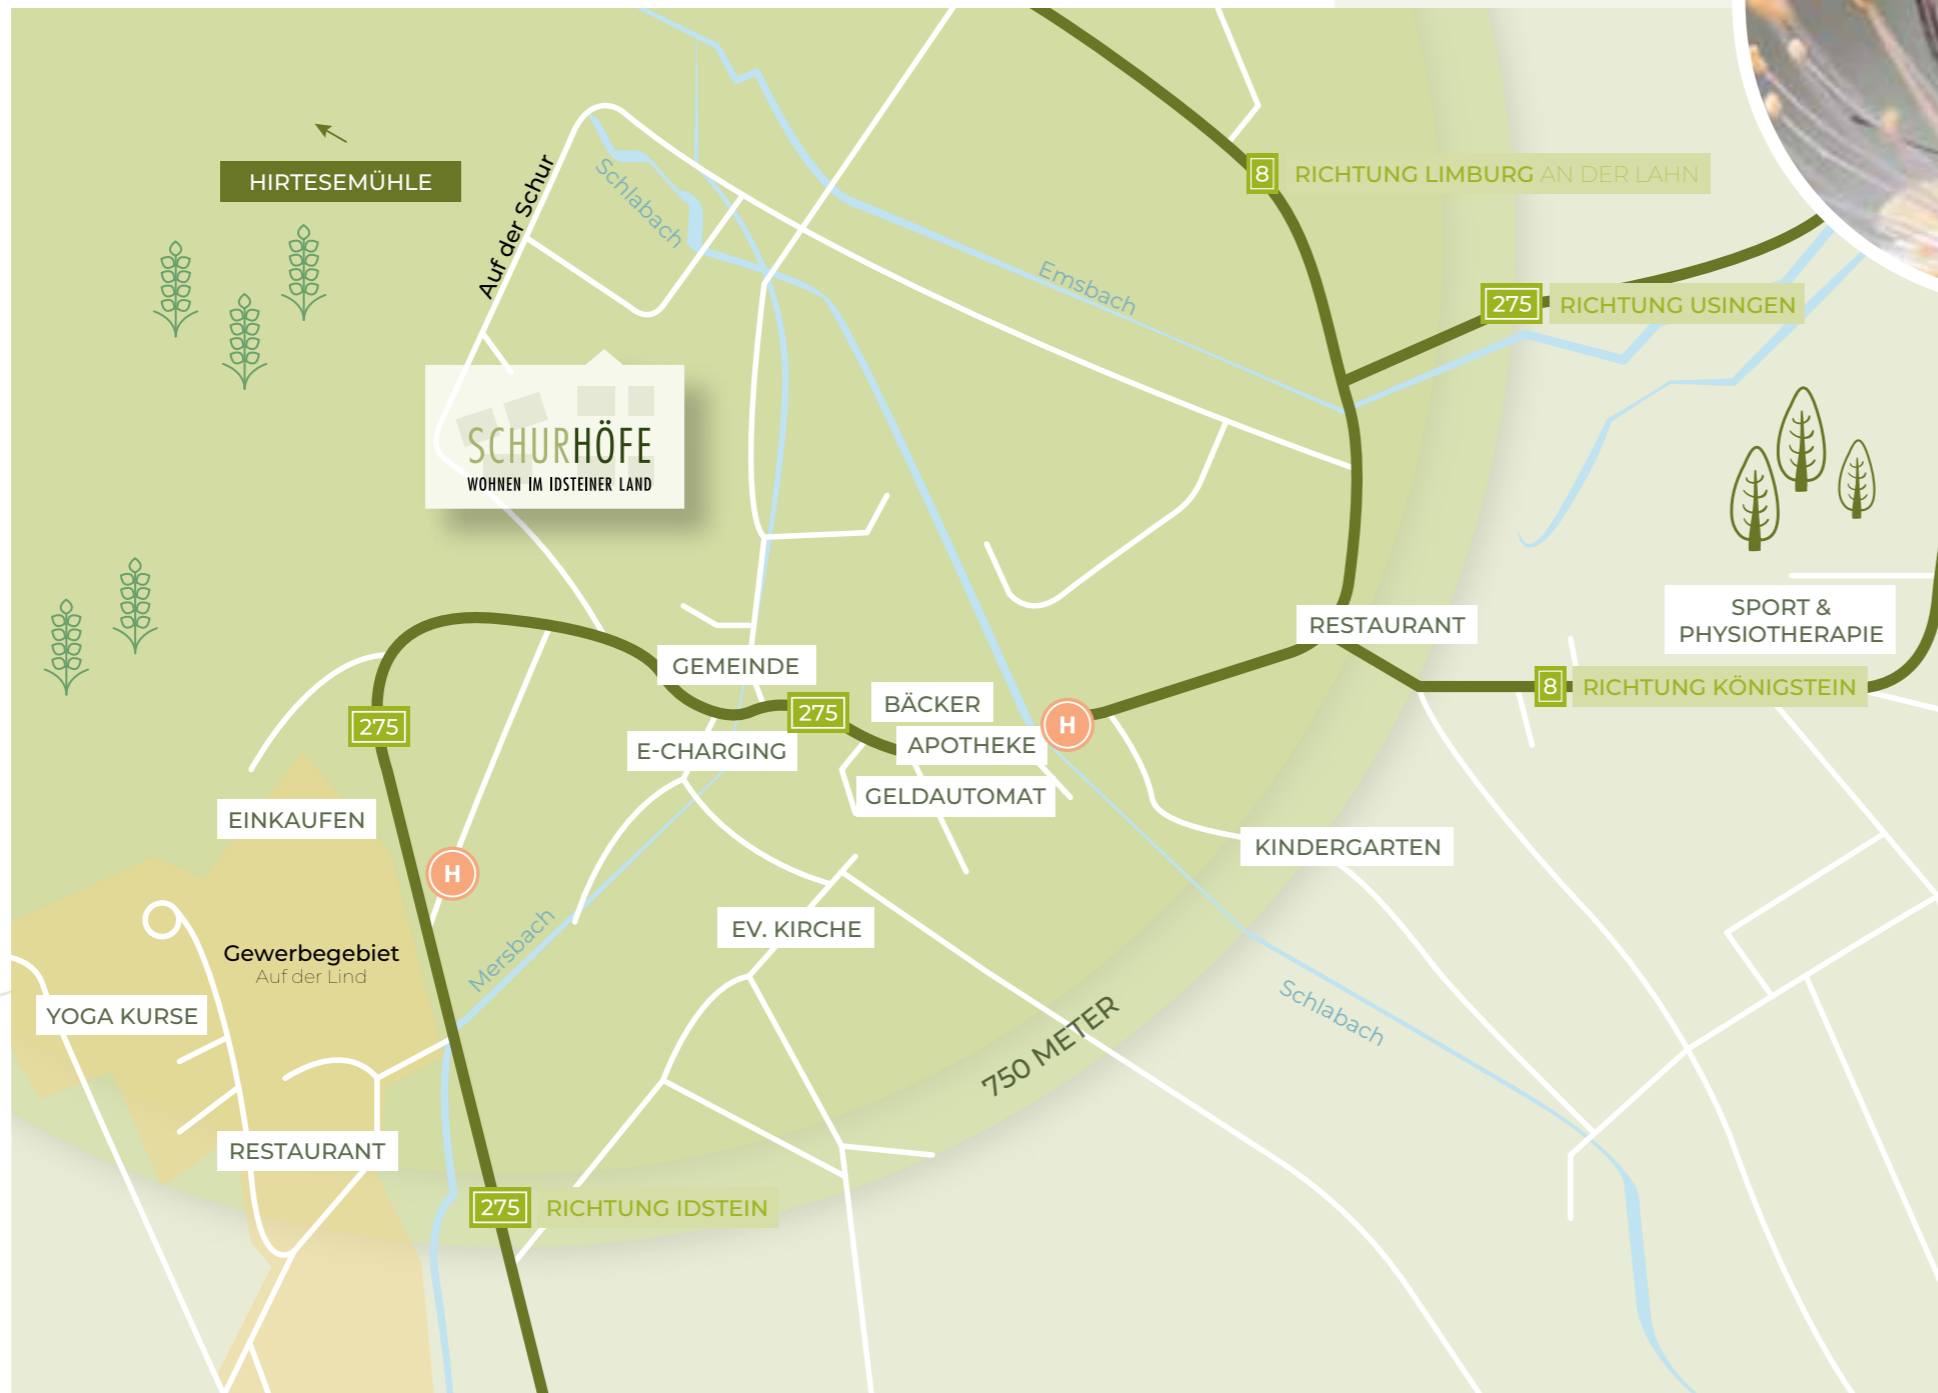 HIRTESEMÜHLE
Auf der Schur
Schlabach
8
RICHTUNG LIMBURG AN DER LAHN
Emsbach
275
RICHTUNG USINGEN
SCHURHÖFE
WOHNEN IM IDSTEINER LAND
SPORT &
PHYSIOTHERAPIE
RESTAURANT
GEMEINDE
8
RICHTUNG KÖNIGSTEIN
275
275
BÄCKER
H
APOTHEKE
E-CHARGING
GELDAUTOMAT
EINKAUFEN
KINDERGARTEN
H
EV. KIRCHE
Mersbach
Gewerbegebiet
Auf der Lind
YOGA KURSE
Schlabach
750 METER
RESTAURANT
275
RICHTUNG IDSTEIN